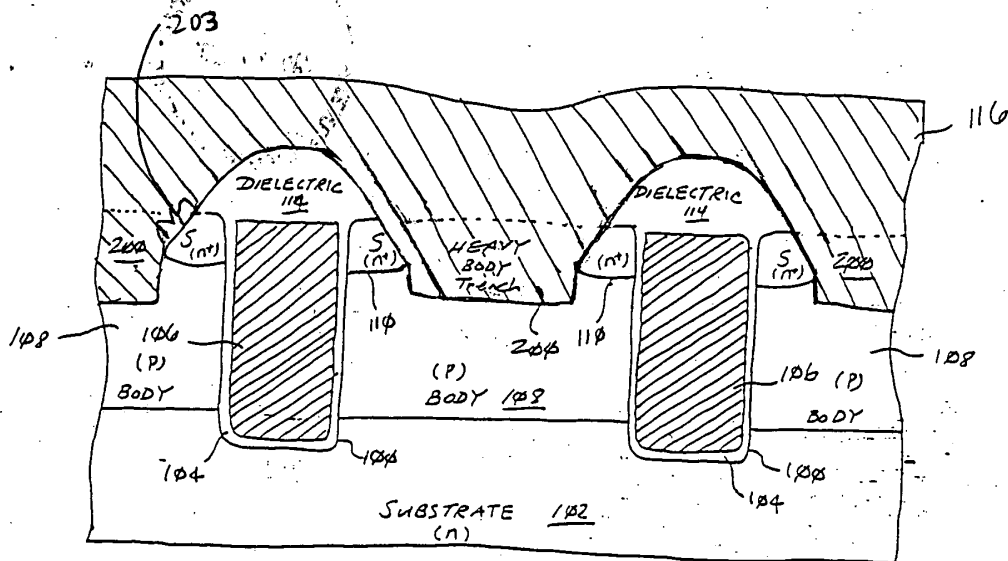 203
116
DIELECTRIC
114
DIELECTRIC
114
200
S
(n+)
S
(n+)
HEAVY
BODY
Trench
(n+)
S
(n+)
200
110
200
110
108
106
(P)
BODY
(P)
BODY 108
106
(P)
BODY
108
104
100
100
104
SUBSTRATE 102
(n)